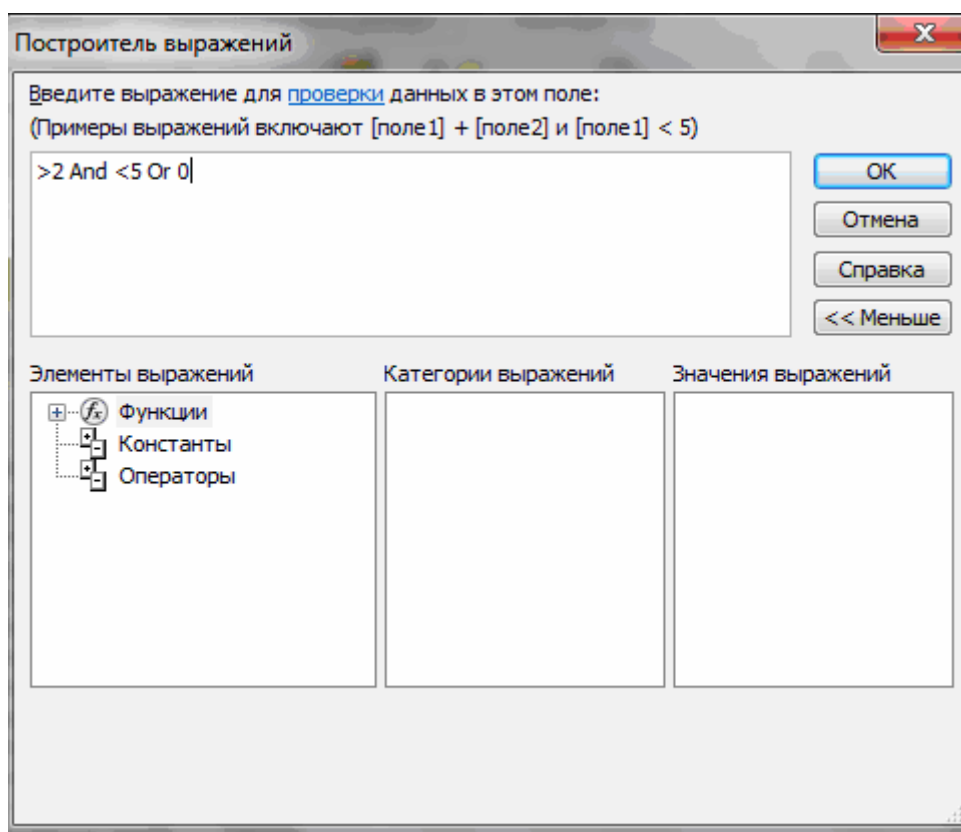 Построитель выражений
Введите выражение для проверки данных в этом поле:
(Примеры выражений включают [поле1] + [поле2] и [поле1] < 5)
>2 And <5 Or 0
ОК
Отмена
Справка
<< Меньше
Элементы выражений
Категории выражений
Значения выражений
Функции
Константы
Операторы